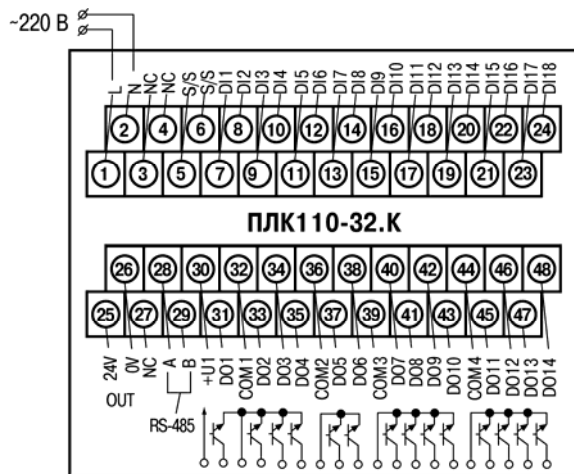 ~220 В
L N NC NC S/S S/S DI1 DI2 DI3 DI4 DI5 DI6 DI7 DI8 DI9 DI10 DI11 DI12 DI13 DI14 DI15 DI16 DI17 DI18
2 4 6 8 10 12 14 16 18 20 22 24
1 3 5 7 9 11 13 15 17 19 21 23
ПЛК110-32.К
26 28 30 32 34 36 38 40 42 44 46 48
25 27 29 31 33 35 37 39 41 43 45 47
24V 0V NC A B +U1 DO1 COM1 DO2 DO3 DO4 COM2 DO5 DO6 COM3 DO7 DO8 DO9 DO10 COM4 DO11 DO12 DO13 DO14
OUT
RS-485